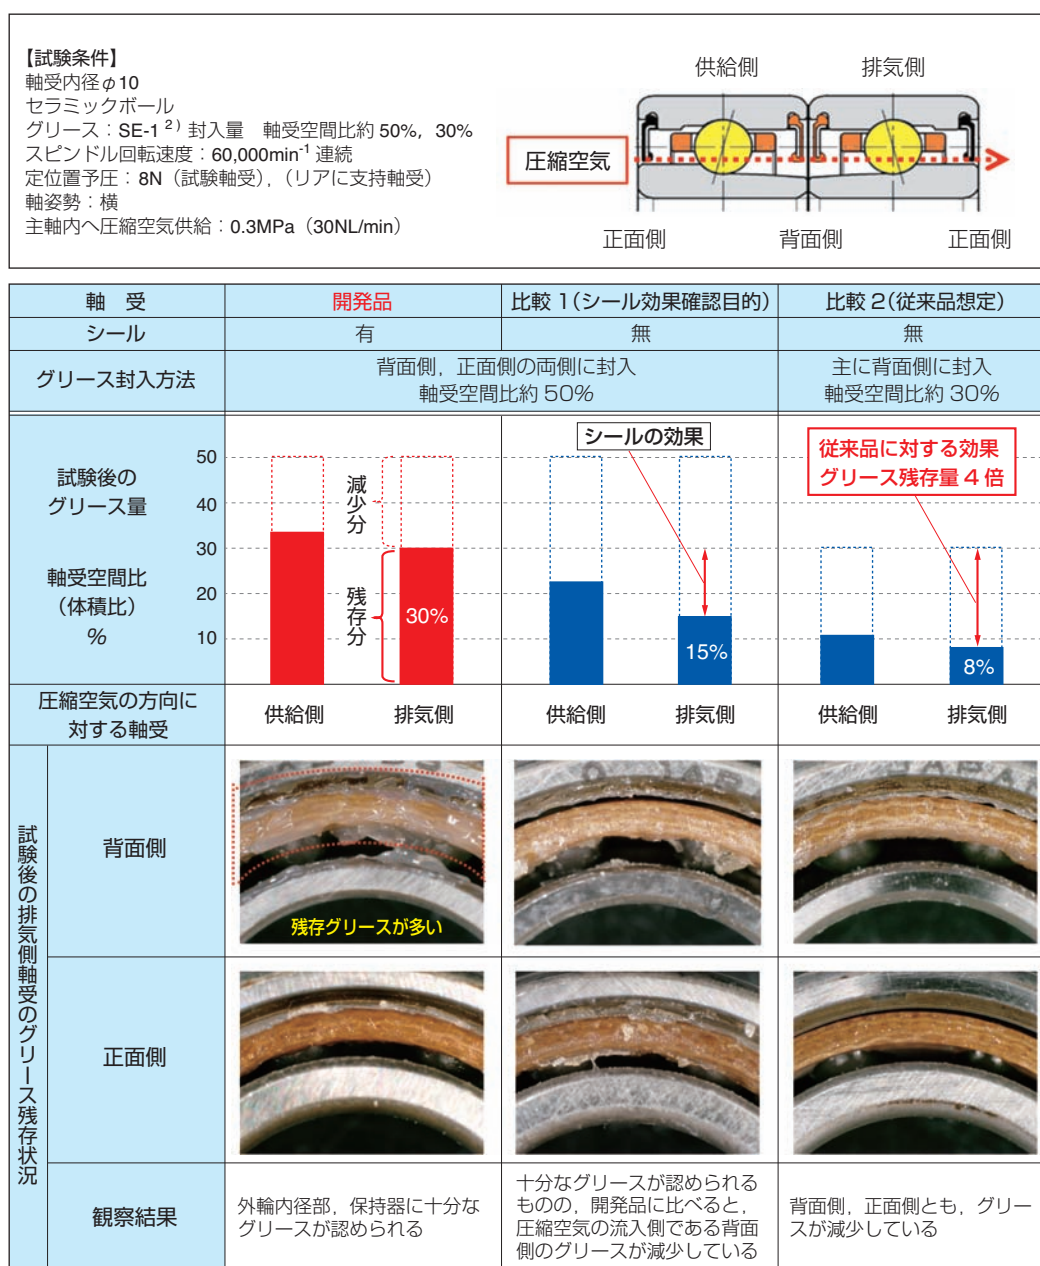 【試験条件】
軸受内径φ10
セラミックボール
グリース：SE-1 2) 封入量　軸受空間比約 50%，30%
スピンドル回転速度：60,000min-1 連続
定位置予圧：8N（試験軸受），（リアに支持軸受）
軸姿勢：横
主軸内へ圧縮空気供給：0.3MPa（30NL/min）
供給側　排気側
圧縮空気
正面側　背面側　正面側
軸　受　開発品　比較 1（シール効果確認目的）　比較 2（従来品想定）
シール　有　無　無
グリース封入方法
背面側，正面側の両側に封入
軸受空間比約 50%
主に背面側に封入
軸受空間比約 30%
試験後の
グリース量
軸受空間比
（体積比）
%
50
40
30
20
10
減少分
残存分
30%
シールの効果
15%
従来品に対する効果
グリース残存量 4 倍
8%
圧縮空気の方向に
対する軸受
供給側　排気側　供給側　排気側　供給側　排気側
試験後の排気側軸受のグリース残存状況
背面側
残存グリースが多い
JAPA
正面側
観察結果
外輪内径部，保持器に十分な
グリースが認められる
十分なグリースが認められる
ものの，開発品に比べると，
圧縮空気の流入側である背面
側のグリースが減少している
背面側，正面側とも，グリー
スが減少している